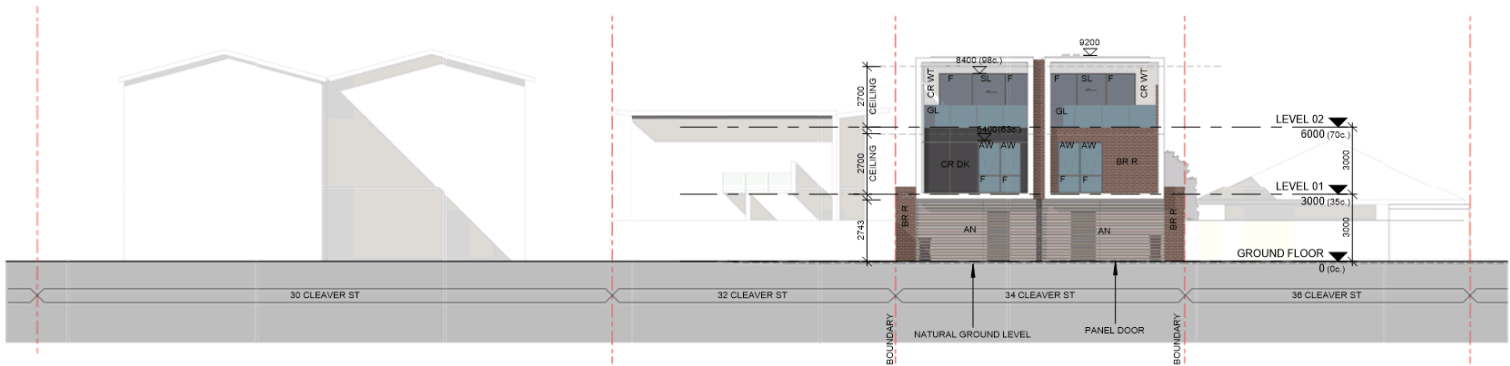 9200
8400 (98c.)
CR WT
F SL F
F SL F
CR WT
2700
CEILING
GL
GL
LEVEL 02
6000 (70c.)
5400(63c.)
2700
CEILING
CR DK
AW AW
F F
AW AW
F F
BR R
3000
LEVEL 01
3000 (35c.)
2743
BR R
AN
AN
BR R
3000
GROUND FLOOR
0 (0c.)
30 CLEAVER ST
32 CLEAVER ST
34 CLEAVER ST
36 CLEAVER ST
BOUNDARY
NATURAL GROUND LEVEL
PANEL DOOR
BOUNDARY